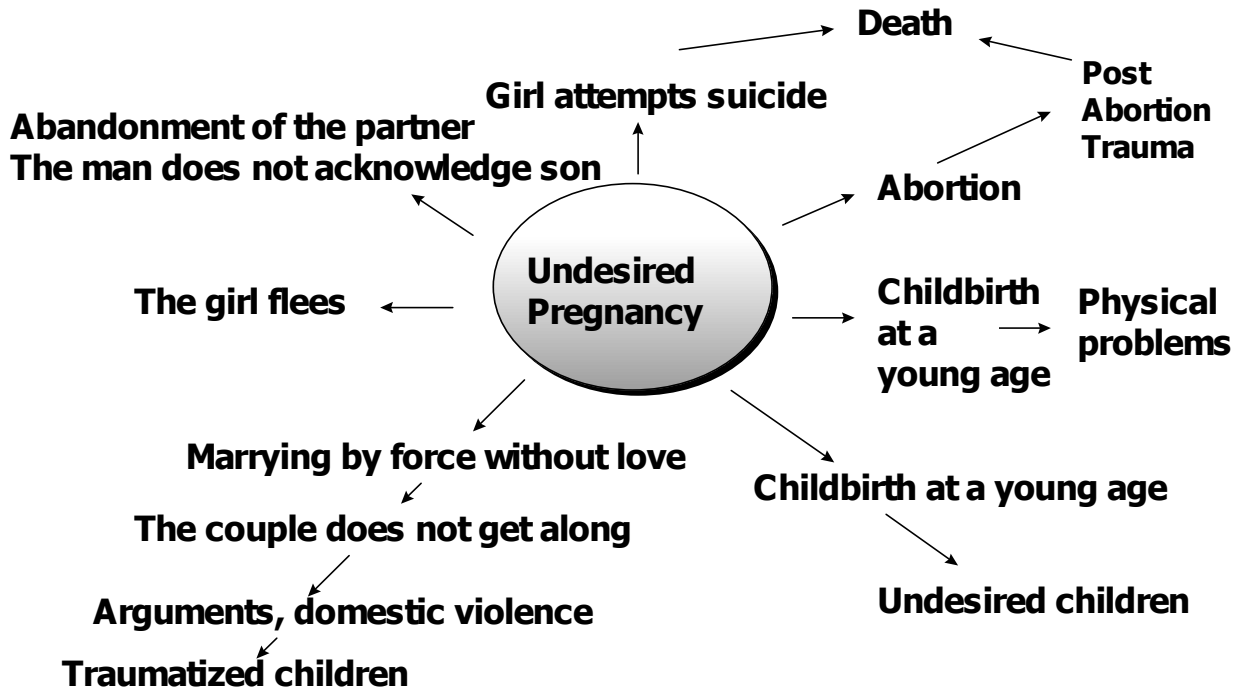 Death
Girl attempts suicide
Post
Abortion
Trauma
Abandonment of the partner
The man does not acknowledge son
Abortion
Undesired
Pregnancy
The girl flees
Childbirth
at a
young age
Physical
problems
Marrying by force without love
The couple does not get along
Arguments, domestic violence
Traumatized children
Childbirth at a young age
Undesired children